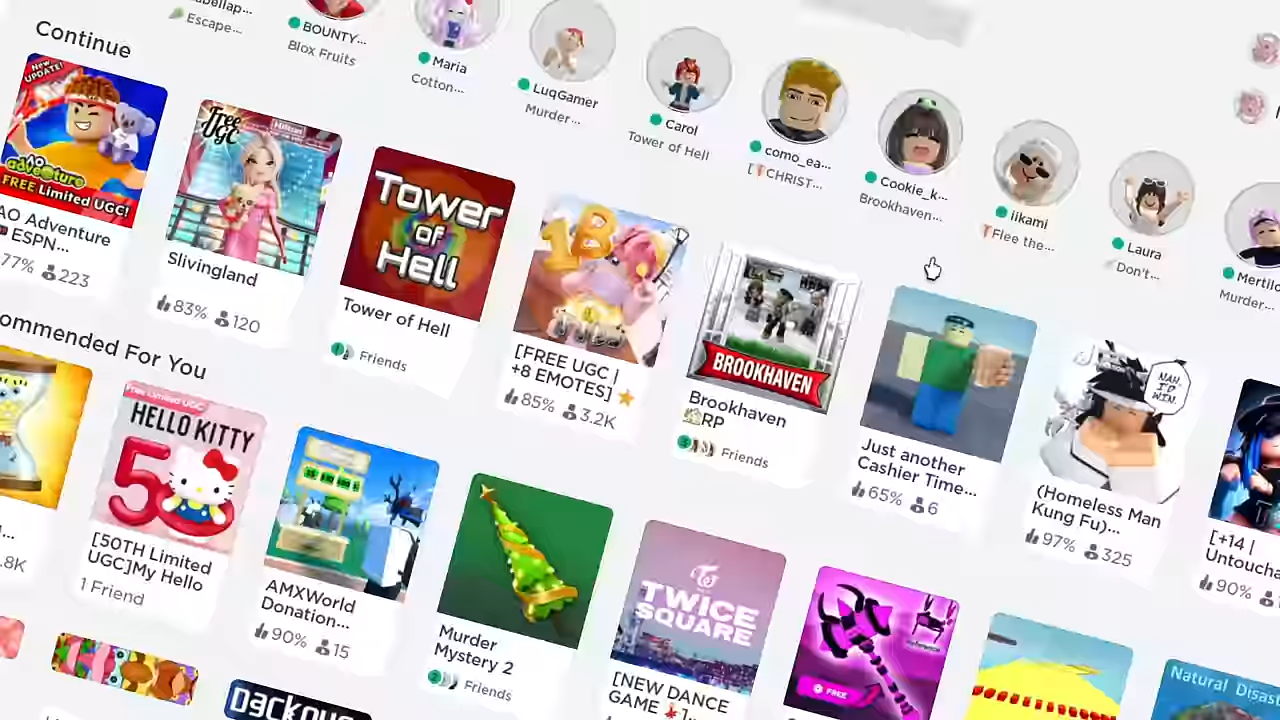 Escape...
BOUNTY...
Blox Fruits
Maria
Cotton...
LuqGamer
Murder...
Carol
Tower of Hell
como_ea...
CHRIST...
Cookie_k...
Brookhaven...
iikami
Flee the...
Laura
Don't...
Murder...
Continue
New
UPDATE!
AO
adventure
FREE Limited UGC!
AO Adventure
ESPN...
77% 223
Free
UGC
Hilton
Slivingland
83% 120
Tower
of
Hell
Tower of Hell
Friends
1B
[FREE UGC |
+8 EMOTES]
85% 3.2K
BROOKHAVEN
Brookhaven
RP
Friends
Just another
Cashier Time...
65% 6
NAH,
I'D
WIN.
(Homeless Man
Kung Fu)...
97% 325
[+14 |
90%
ommended For You
.8K
Free Limited UGC
HELLO KITTY
50
[50TH Limited
UGC]My Hello
1 Friend
AMXWorld
Donation...
90% 15
Murder
Mystery 2
Friends
TWICE
SQUARE
[NEW DANCE
GAME 1...
FREE